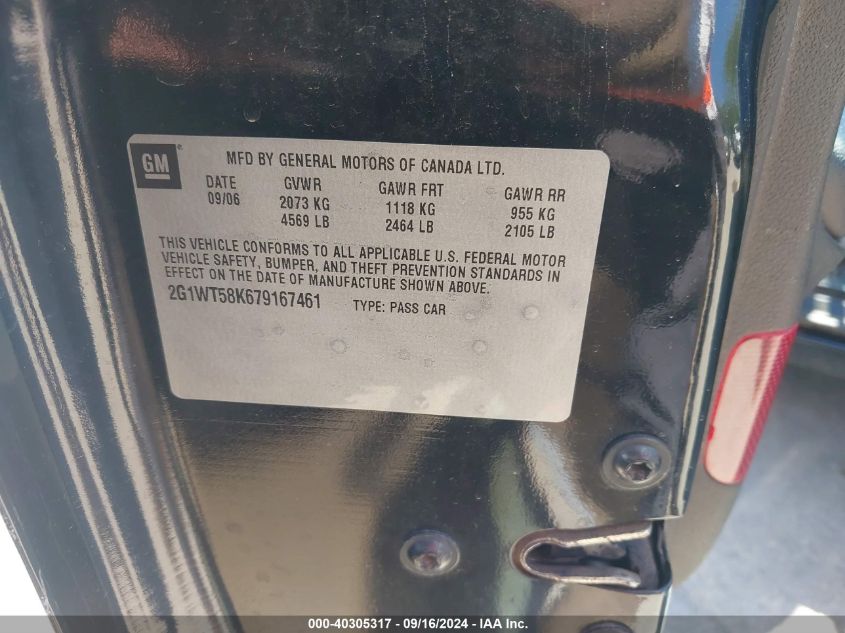 GM
MFD BY GENERAL MOTORS OF CANADA LTD.
DATE GVWR GAWR FRT GAWR RR
09/06 2073 KG 1118 KG 955 KG
4569 LB 2464 LB 2105 LB
THIS VEHICLE CONFORMS TO ALL APPLICABLE U.S. FEDERAL MOTOR
VEHICLE SAFETY, BUMPER, AND THEFT PREVENTION STANDARDS IN
EFFECT ON THE DATE OF MANUFACTURE SHOWN ABOVE.
2G1WT58K679167461 TYPE: PASS CAR
000-40305317 - 09/16/2024 - IAA Inc.